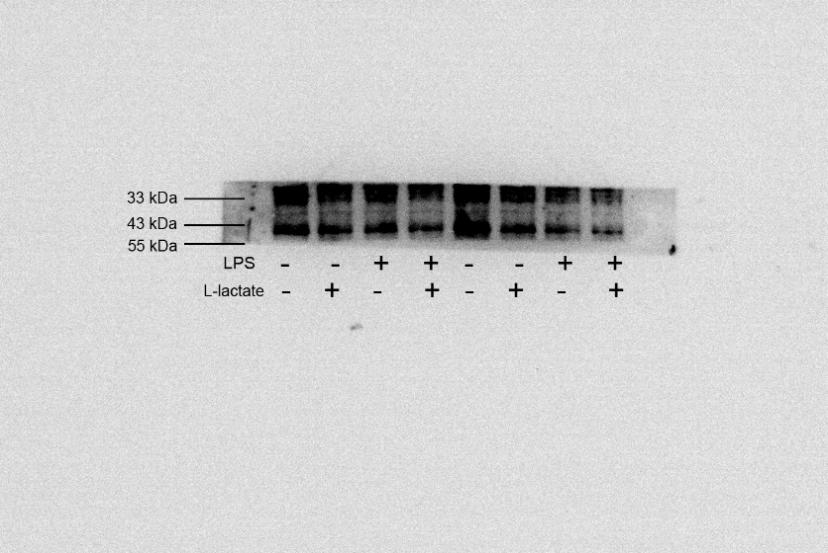 33 kDa
43 kDa
55 kDa
LPS - - + + - - + +
L-lactate - + - + - + - +